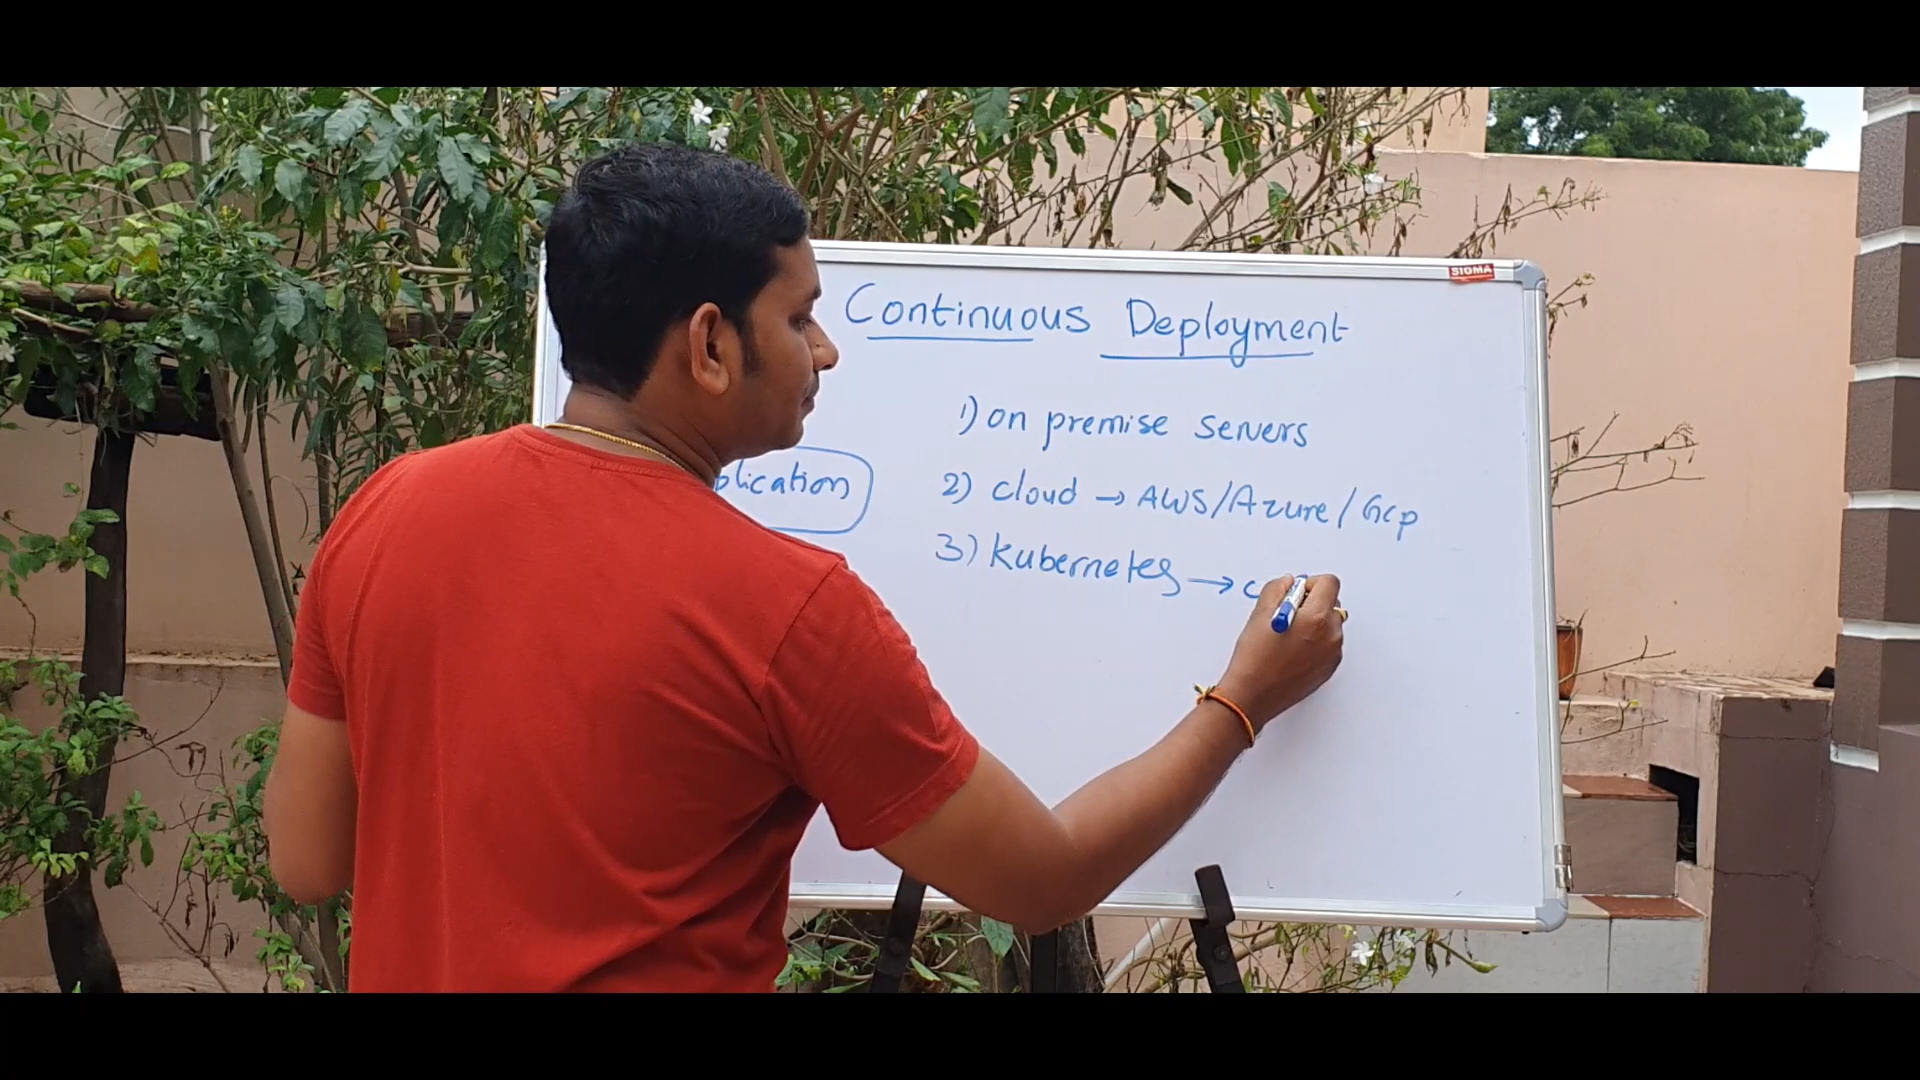 SIGMA
Continuous Deployment
1) on premise servers
plication
2) cloud → AWS/Azure/Gcp
3) kubernetes → c